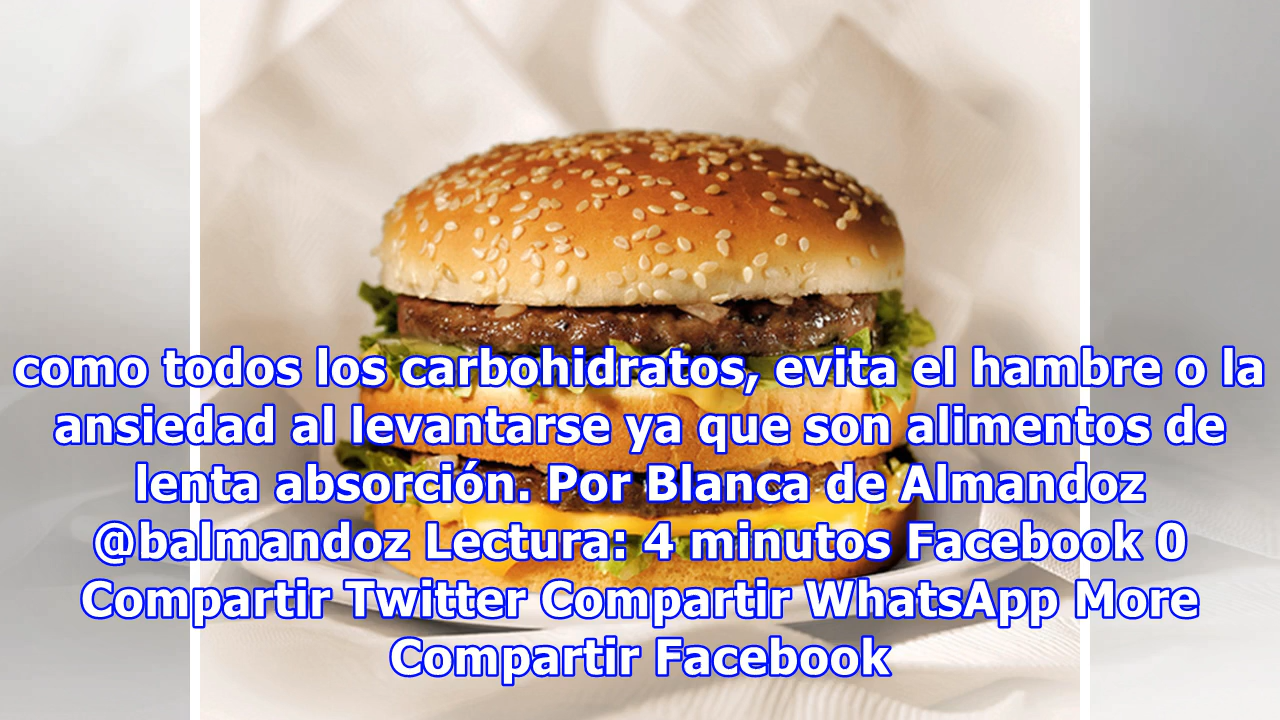 como todos los carbohidratos, evita el hambre o la
ansiedad al levantarse ya que son alimentos de
lenta absorción. Por Blanca de Almandoz
@balmandoz Lectura: 4 minutos Facebook 0
Compartir Twitter Compartir WhatsApp More
Compartir Facebook